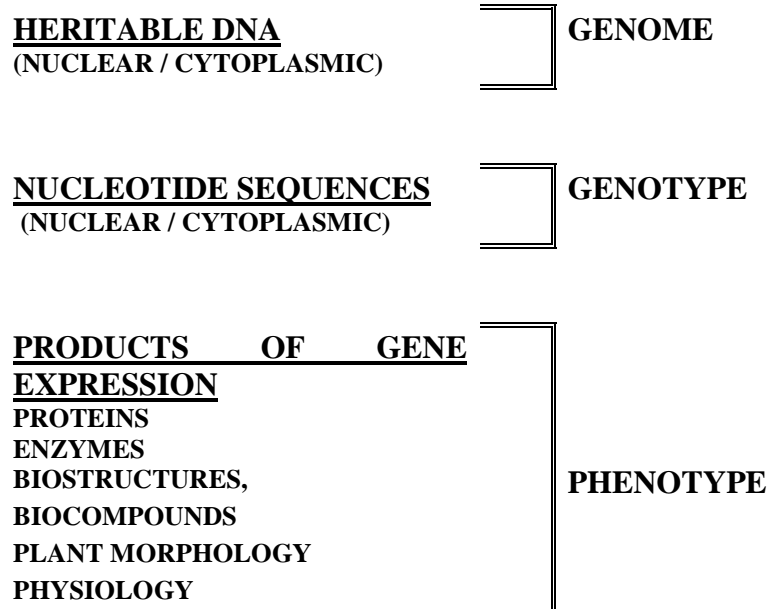 HERITABLE DNA GENOME
(NUCLEAR / CYTOPLASMIC)
NUCLEOTIDE SEQUENCES GENOTYPE
(NUCLEAR / CYTOPLASMIC)
PRODUCTS OF GENE
EXPRESSION
PROTEINS
ENZYMES
BIOSTRUCTURES, PHENOTYPE
BIOCOMPOUNDS
PLANT MORPHOLOGY
PHYSIOLOGY